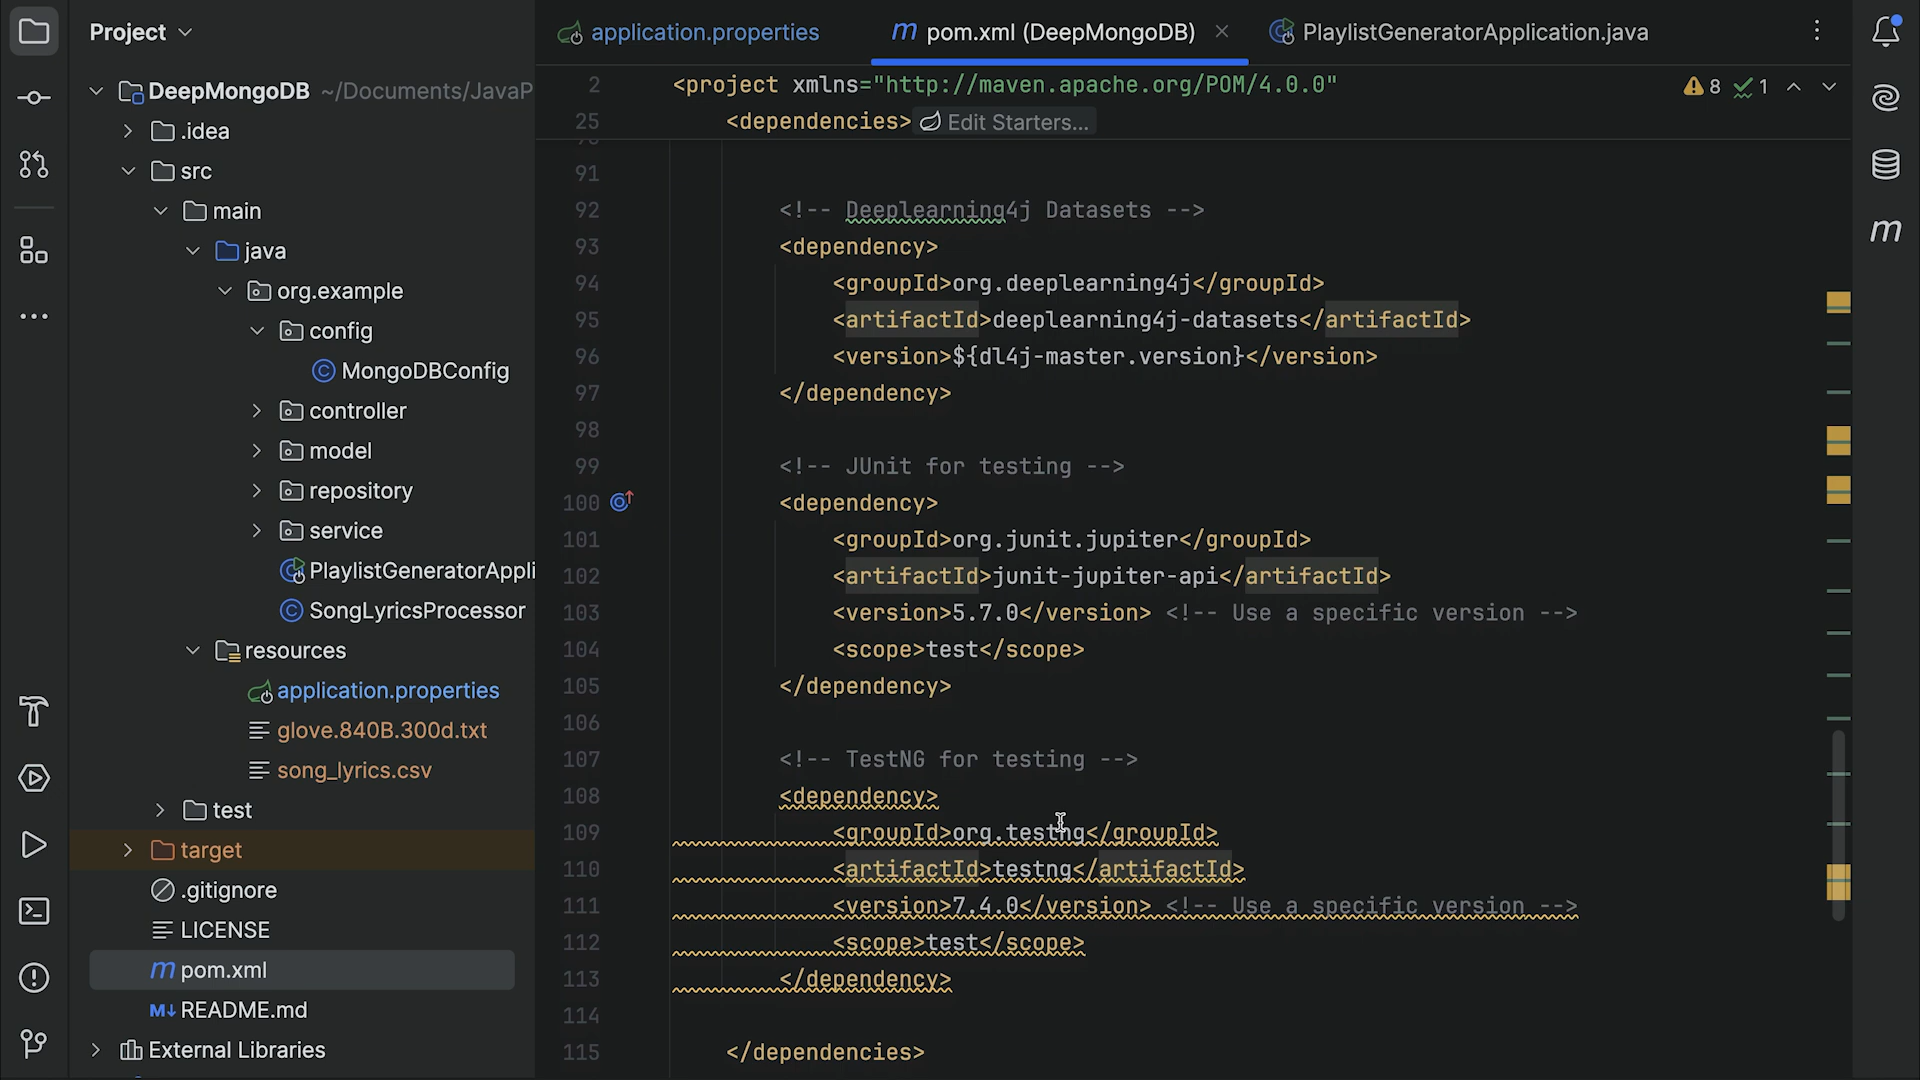 Project
application.properties
m pom.xml (DeepMongoDB)
PlaylistGeneratorApplication.java
DeepMongoDB ~/Documents/JavaP
.idea
src
main
java
org.example
config
MongoDBConfig
controller
model
repository
service
PlaylistGeneratorAppli
SongLyricsProcessor
resources
application.properties
glove.840B.300d.txt
song_lyrics.csv
test
target
.gitignore
LICENSE
m pom.xml
M↓ README.md
External Libraries
2 <project xmlns="http://maven.apache.org/POM/4.0.0"
8 1
25 <dependencies> Edit Starters...
91
92 <!-- Deeplearning4j Datasets -->
93 <dependency>
94 <groupId>org.deeplearning4j</groupId>
95 <artifactId>deeplearning4j-datasets</artifactId>
96 <version>${dl4j-master.version}</version>
97 </dependency>
98
99 <!-- JUnit for testing -->
100 <dependency>
101 <groupId>org.junit.jupiter</groupId>
102 <artifactId>junit-jupiter-api</artifactId>
103 <version>5.7.0</version> <!-- Use a specific version -->
104 <scope>test</scope>
105 </dependency>
106
107 <!-- TestNG for testing -->
108 <dependency>
109 <groupId>org.testng</groupId>
110 <artifactId>testng</artifactId>
111 <version>7.4.0</version> <!-- Use a specific version -->
112 <scope>test</scope>
113 </dependency>
114
115 </dependencies>
m